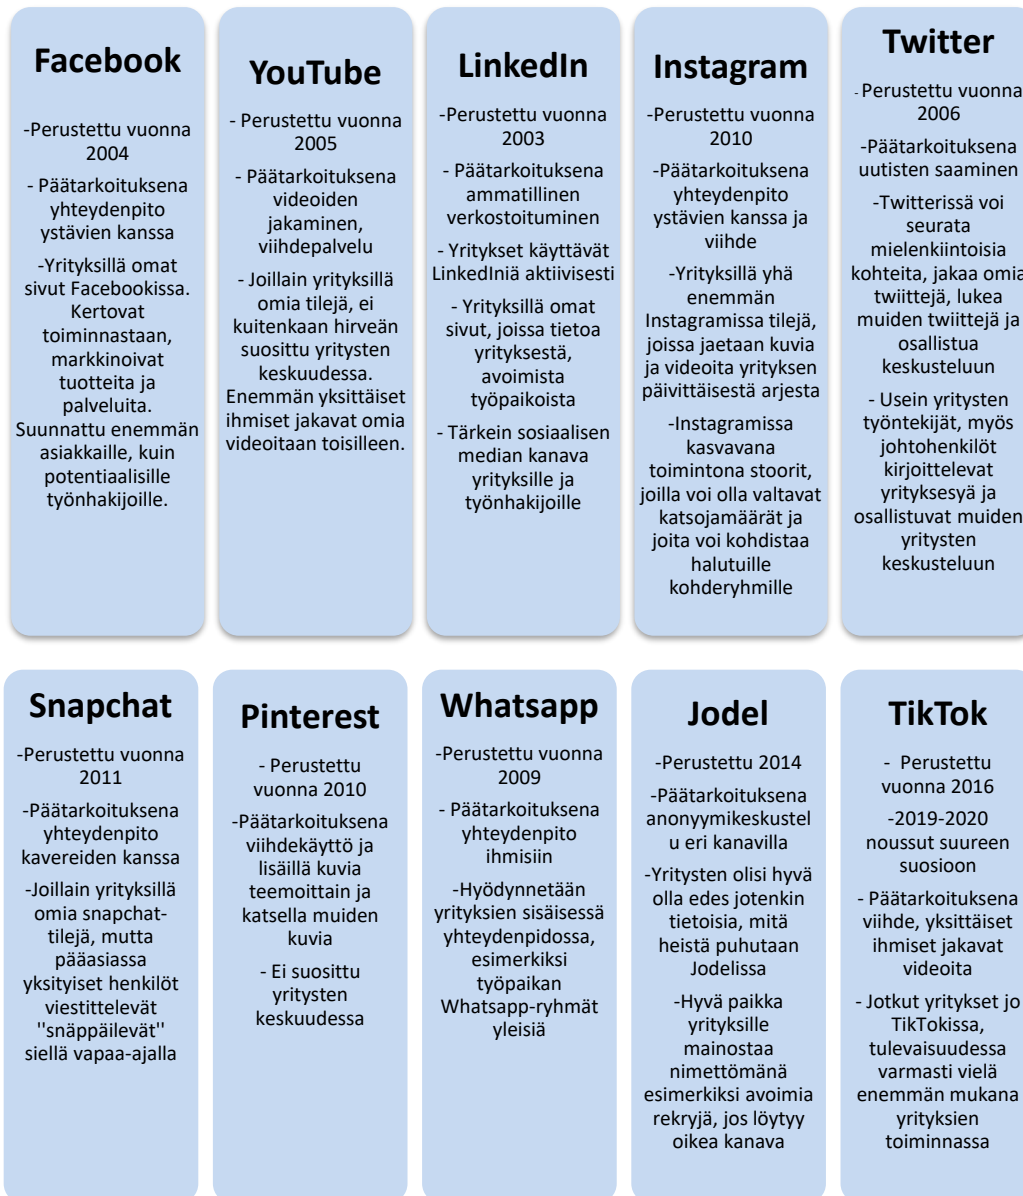 Facebook
-Perustettu vuonna
2004
- Päätarkoituksena
yhteydenpito
ystävien kanssa
-Yrityksillä omat
sivut Facebookissa.
Kertovat
toiminnastaan,
markkinoivat
tuotteita ja
palveluita.
Suunnattu enemmän
asiakkaille, kuin
potentiaalisille
työnhakijoille.
YouTube
- Perustettu vuonna
2005
- Päätarkoituksena
videoiden
jakaminen,
viihdepalvelu
- Joillain yrityksillä
omia tilejä, ei
kuitenkaan hirveän
suosittu yritysten
keskuudessa.
Enemmän yksittäiset
ihmiset jakavat omia
videoitaan toisilleen.
LinkedIn
-Perustettu vuonna
2003
- Päätarkoituksena
ammatillinen
verkostoituminen
- Yritykset käyttävät
LinkedIniä aktiivisesti
- Yrityksillä omat
sivut, joissa tietoa
yrityksestä,
avoimista
työpaikoista
- Tärkein sosiaalisen
median kanava
yrityksille ja
työnhakijoille
Instagram
-Perustettu vuonna
2010
-Päätarkoituksena
yhteydenpito
ystävien kanssa ja
viihde
-Yrityksillä yhä
enemmän
Instagramissa tilejä,
joissa jaetaan kuvia
ja videoita yrityksen
päivittäisestä arjesta
-Instagramissa
kasvavana
toimintona stoorit,
joilla voi olla valtavat
katsojamäärät ja
joita voi kohdistaa
halutuille
kohderyhmille
Twitter
- Perustettu vuonna
2006
-Päätarkoituksena
uutisten saaminen
-Twitterissä voi
seurata
mielenkiintoisia
kohteita, jakaa omia
twiittejä, lukea
muiden twiittejä ja
osallistua
keskusteluun
- Usein yritysten
työntekijät, myös
johtohenkilöt
kirjoittelevat
yrityksesyä ja
osallistuvat muiden
yritysten
keskusteluun
Snapchat
-Perustettu vuonna
2011
-Päätarkoituksena
yhteydenpito
kavereiden kanssa
-Joillain yrityksillä
omia snapchat-
tilejä, mutta
pääasiassa
yksityiset henkilöt
viestittelevät
"snäppäilevät"
siellä vapaa-ajalla
Pinterest
- Perustettu
vuonna 2010
-Päätarkoituksena
viihdekäyttö ja
lisäillä kuvia
teemoittain ja
katsella muiden
kuvia
- Ei suosittu
yritysten
keskuudessa
Whatsapp
-Perustettu vuonna
2009
- Päätarkoituksena
yhteydenpito
ihmisiin
-Hyödynnetään
yrityksien sisäisessä
yhteydenpidossa,
esimerkiksi
työpaikan
Whatsapp-ryhmät
yleisiä
Jodel
-Perustettu 2014
-Päätarkoituksena
anonyymikeskustel
u eri kanavilla
-Yritysten olisi hyvä
olla edes jotenkin
tietoisia, mitä
heistä puhutaan
Jodelissa
-Hyvä paikka
yrityksille
mainostaa
nimettömänä
esimerkiksi avoimia
rekryjä, jos löytyy
oikea kanava
TikTok
- Perustettu
vuonna 2016
-2019-2020
noussut suureen
suosioon
- Päätarkoituksena
viihde, yksittäiset
ihmiset jakavat
videoita
- Jotkut yritykset jo
TikTokissa,
tulevaisuudessa
varmasti vielä
enemmän mukana
yrityksien
toiminnassa